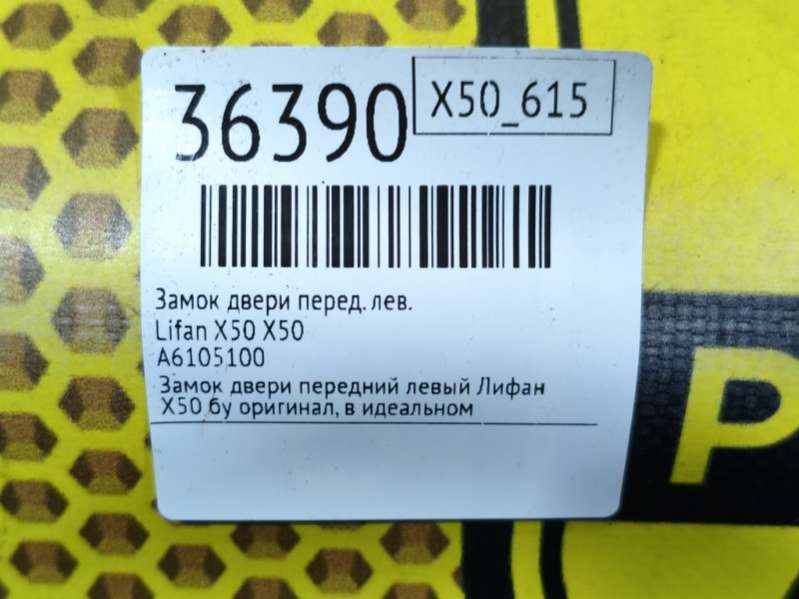 36390
X50_615
Замок двери перед. лев.
Lifan X50 X50
A6105100
Замок двери передний левый Лифан
X50 бу оригинал, в идеальном
P